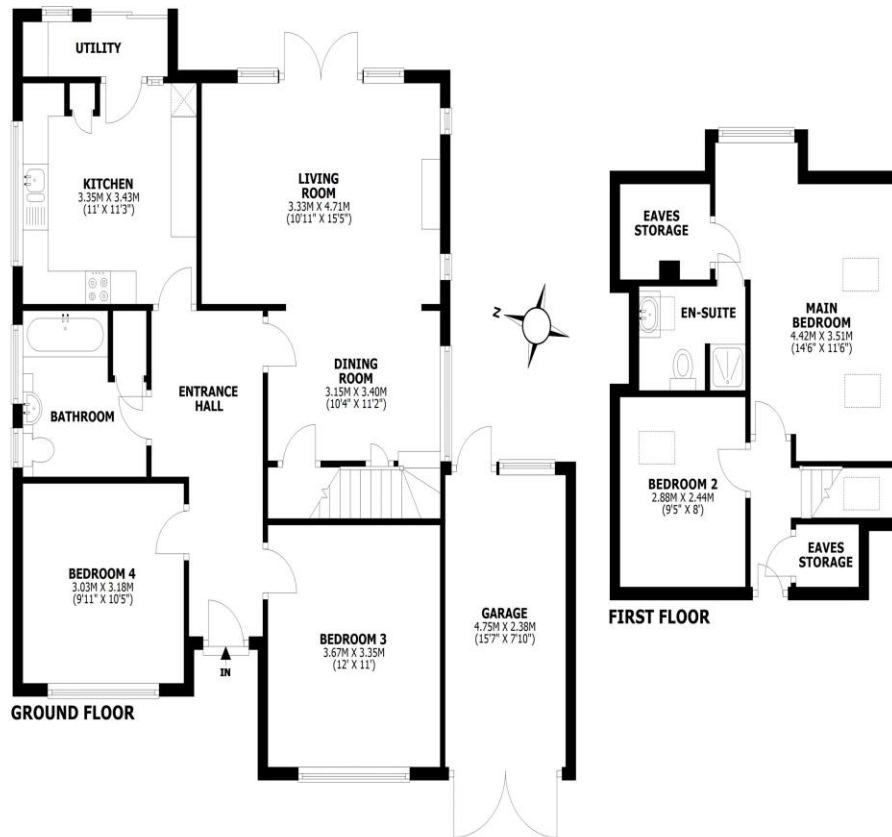 UTILITY
KITCHEN
3.35M X 3.43M
(11' X 11'3")
LIVING
ROOM
3.33M X 4.71M
(10'11" X 15'5")
BATHROOM
ENTRANCE
HALL
DINING
ROOM
3.15M X 3.40M
(10'4" X 11'2")
Z
BEDROOM 4
3.03M X 3.18M
(9'11" X 10'5")
IN
BEDROOM 3
3.67M X 3.35M
(12' X 11')
GARAGE
4.75M X 2.38M
(15'7" X 7'10")
GROUND FLOOR
EAVES
STORAGE
EN-SUITE
MAIN
BEDROOM
4.42M X 3.51M
(14'6" X 11'6")
BEDROOM 2
2.88M X 2.44M
(9'5" X 8')
EAVES
STORAGE
FIRST FLOOR